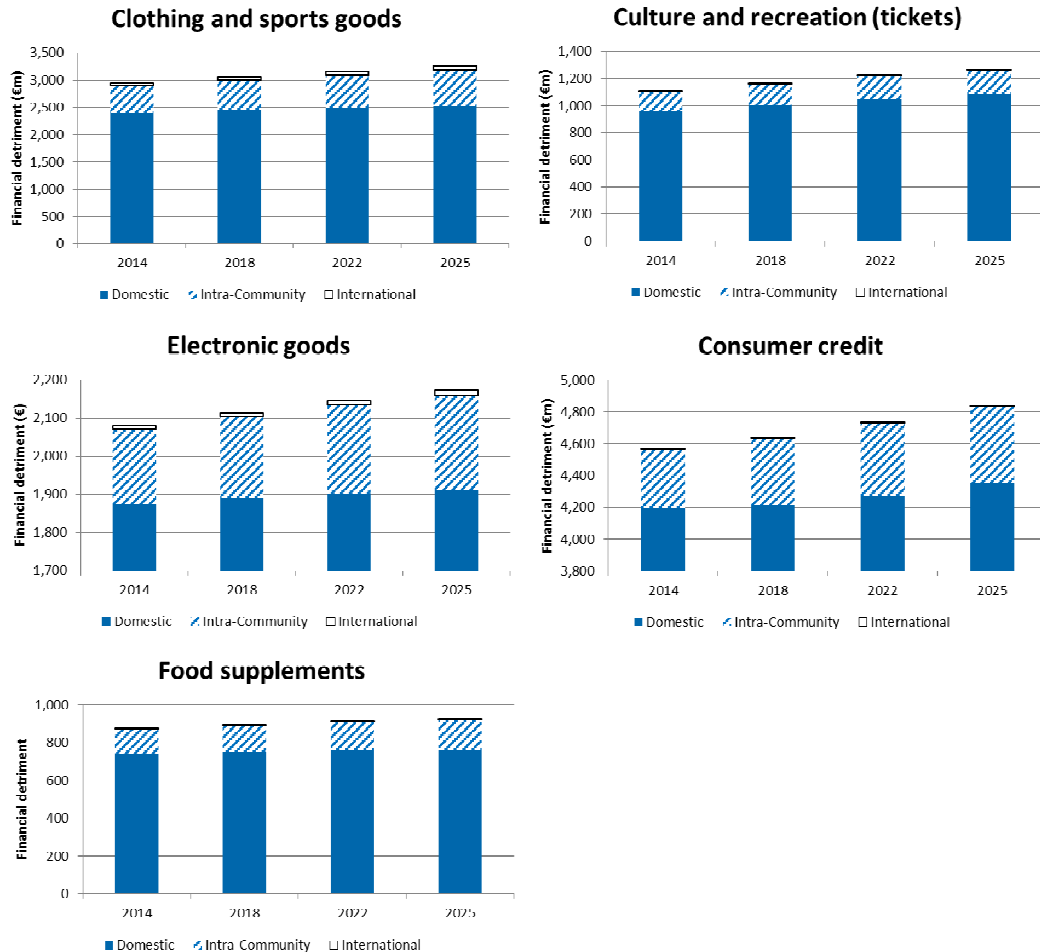 Clothing and sports goods
Financial detriment (€m)
3,500
3,000
2,500
2,000
1,500
1,000
500
0
2014 2018 2022 2025
Domestic Intra-Community International
Culture and recreation (tickets)
Financial detriment (€m)
1,400
1,200
1,000
800
600
400
200
0
2014 2018 2022 2025
Domestic Intra-Community International
Electronic goods
Financial detriment (€)
2,200
2,100
2,000
1,900
1,800
1,700
2014 2018 2022 2025
Domestic Intra-Community International
Consumer credit
Financial detriment (€m)
5,000
4,800
4,600
4,400
4,200
4,000
3,800
2014 2018 2022 2025
Domestic Intra-Community International
Food supplements
Financial detriment
1,000
800
600
400
200
0
2014 2018 2022 2025
Domestic Intra-Community International